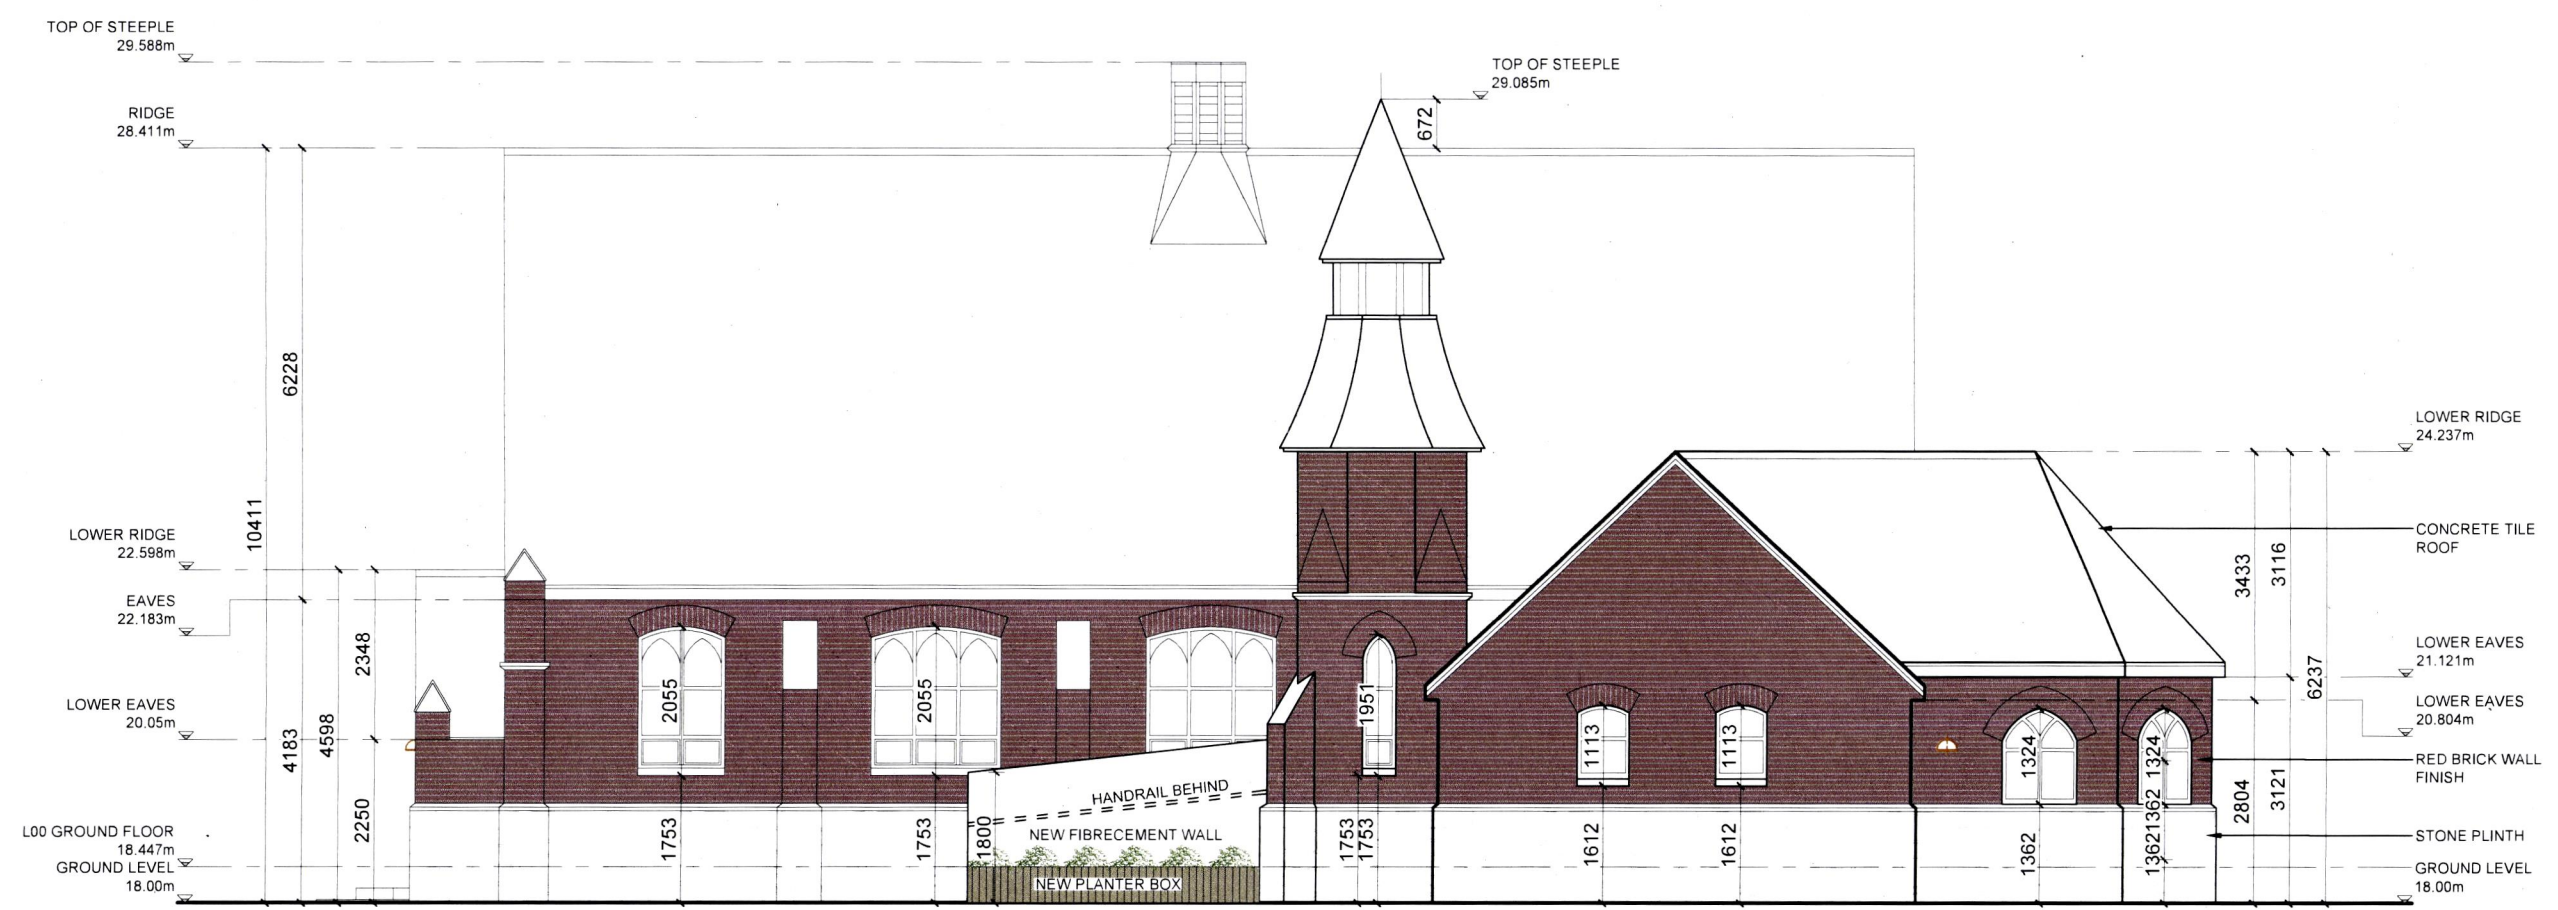 TOP OF STEEPLE
29.588m
RIDGE
28.411m
LOWER RIDGE
22.598m
EAVES
22.183m
LOWER EAVES
20.05m
L00 GROUND FLOOR
18.447m
GROUND LEVEL
18.00m
10411
6228
4183
4598
2348
2250
2055
1753
2055
1753
1800
HANDRAIL BEHIND
NEW FIBRECEMENT WALL
NEW PLANTER BOX
TOP OF STEEPLE
29.085m
672
1951
1753
1753
1113
1612
1113
1612
1324
1362
1324
1362
1362
3433
2804
3116
3121
6237
LOWER RIDGE
24.237m
CONCRETE TILE
ROOF
LOWER EAVES
21.121m
LOWER EAVES
20.804m
RED BRICK WALL
FINISH
STONE PLINTH
GROUND LEVEL
18.00m